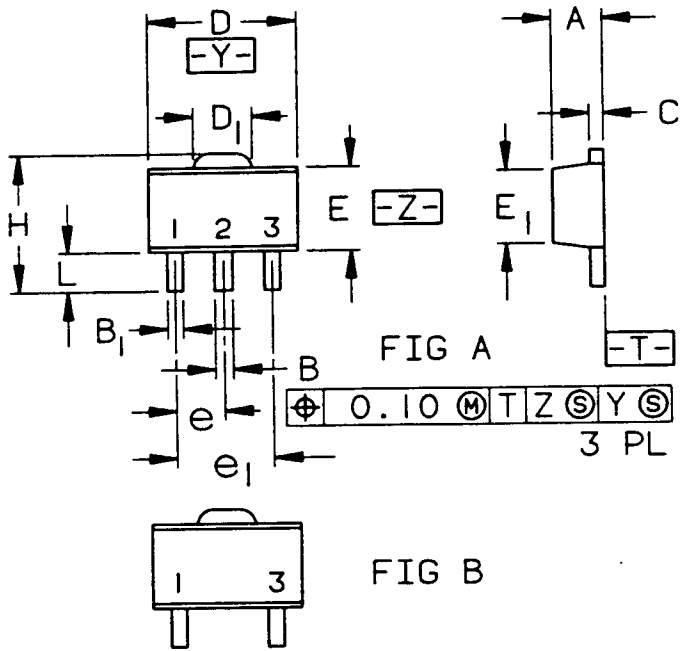 D
A
-Y-
D1
C
H
E
-Z-
E1
1 2 3
L
B1
FIG A
-T-
B
⌖ 0.10 Ⓜ T Z Ⓢ Y Ⓢ
e
3 PL
e1
1 3
FIG B